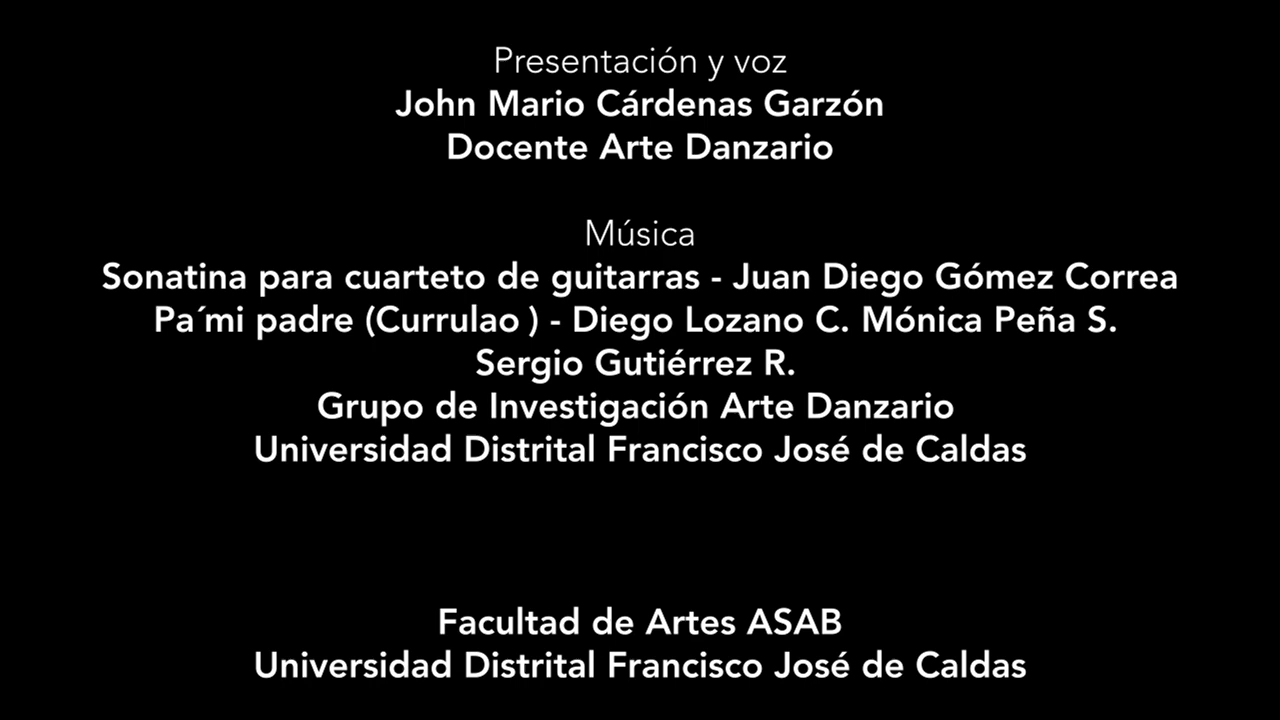 Presentación y voz
John Mario Cárdenas Garzón
Docente Arte Danzario
Música
Sonatina para cuarteto de guitarras - Juan Diego Gómez Correa
Pa´mi padre (Currulao ) - Diego Lozano C. Mónica Peña S.
Sergio Gutiérrez R.
Grupo de Investigación Arte Danzario
Universidad Distrital Francisco José de Caldas
Facultad de Artes ASAB
Universidad Distrital Francisco José de Caldas